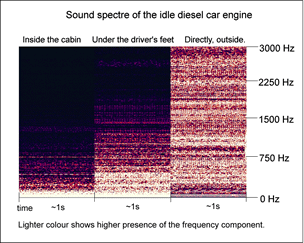 Sound spectre of the idle diesel car engine
Inside the cabin Under the driver's feet Directly, outside.
3000 Hz
2250 Hz
1500 Hz
750 Hz
0 Hz
time ~1s ~1s ~1s
Lighter colour shows higher presence of the frequency component.